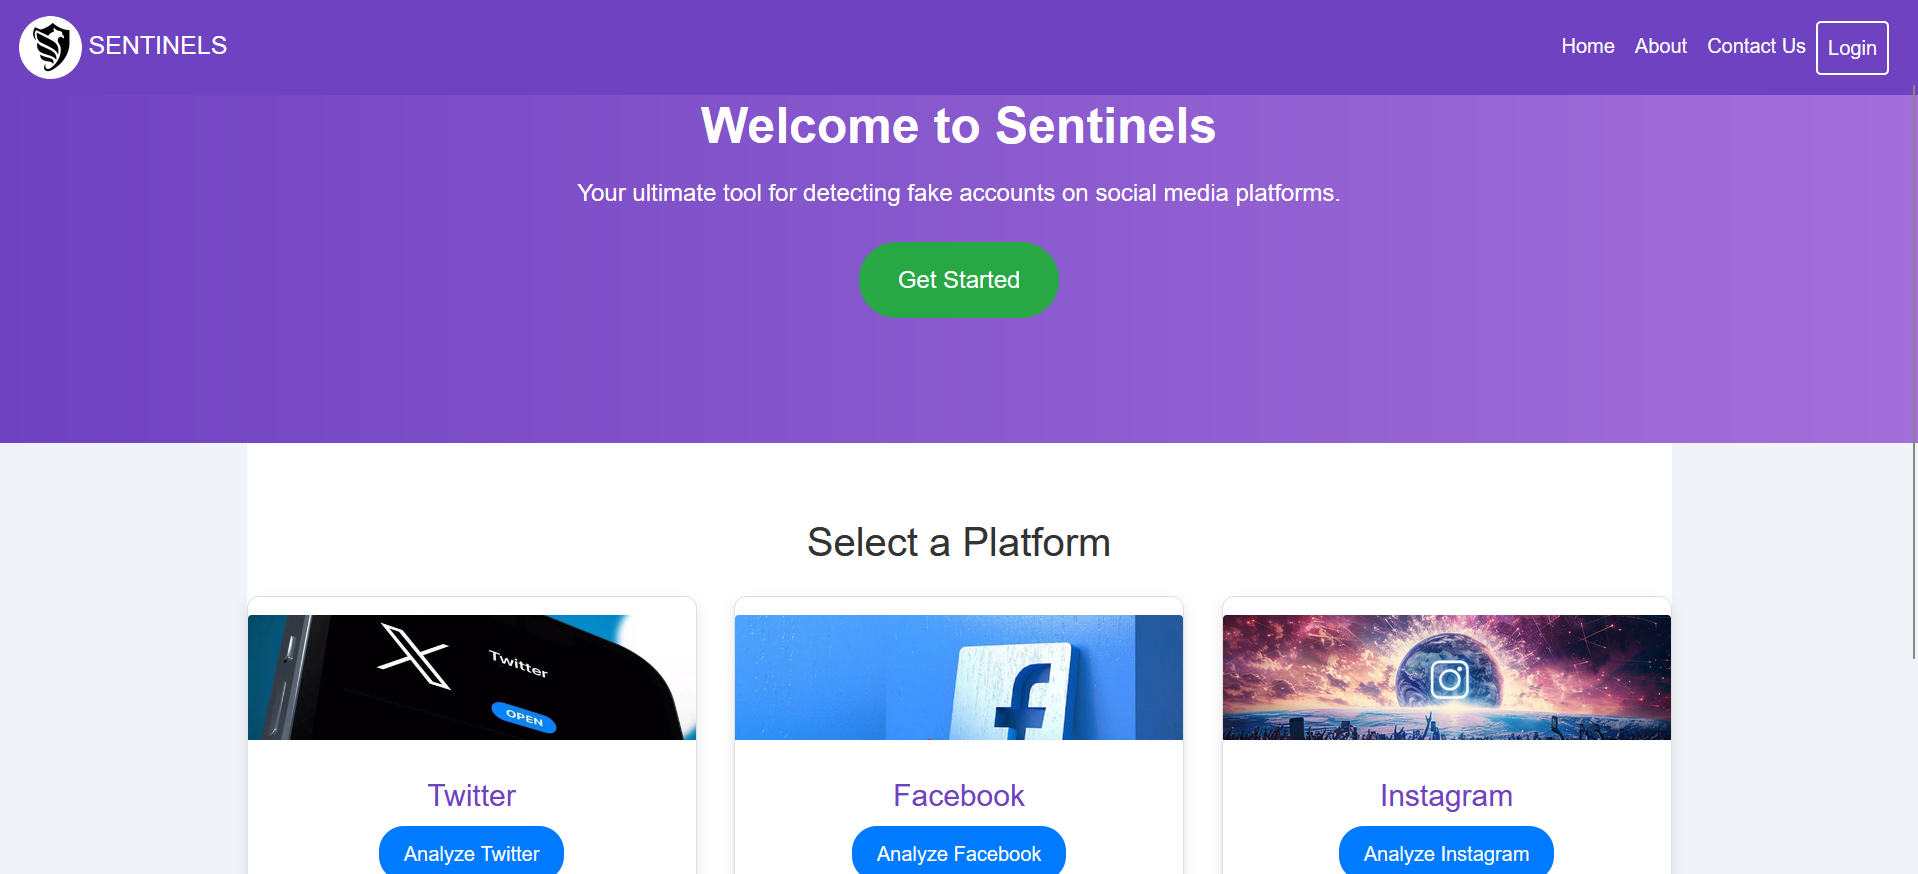 SENTINELS
Home About Contact Us Login
Welcome to Sentinels
Your ultimate tool for detecting fake accounts on social media platforms.
Get Started
Select a Platform
Twitter
OPEN
Twitter
Analyze Twitter
Facebook
Analyze Facebook
Instagram
Analyze Instagram